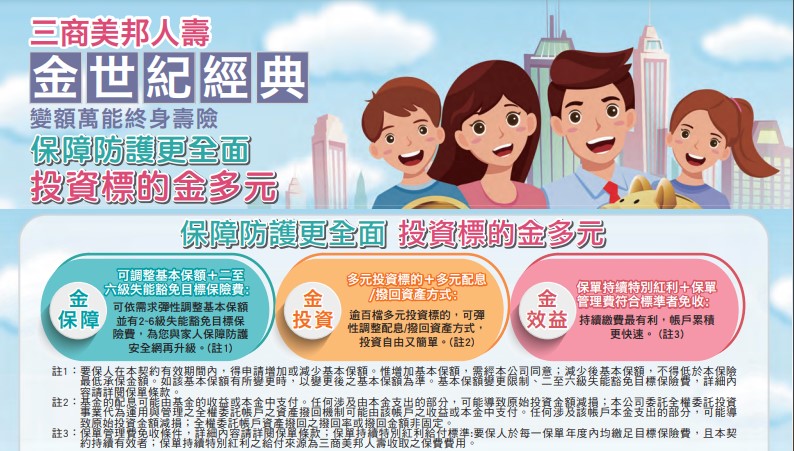 三商美邦人壽
金世紀經典
變額萬能終身壽險
保障防護更全面
投資標的金多元
保障防護更全面 投資標的金多元
金
保障
可調整基本保額＋二至
六級失能豁免目標保險費：
可依需求彈性調整基本保額
並有2-6級失能豁免目標保
險費，為您與家人保障防護
安全網再升級。(註1)
金
投資
多元投資標的＋多元配息
/撥回資產方式：
逾百檔多元投資標的，可彈
性調整配息/撥回資產方式，
投資自由又簡單。(註2)
金
效益
保單持續特別紅利＋保單
管理費符合標準者免收：
持續繳費最有利，帳戶累積
更快速。(註3)
註1：要保人在本契約有效期間內，得申請增加或減少基本保額。惟增加基本保額，需經本公司同意；減少後基本保額，不得低於本保險
最低承保金額。如該基本保額有所變更時，以變更後之基本保額為準。基本保額變更限制、二至六級失能豁免目標保險費，詳細內
容請詳閱保單條款。
註2：基金的配息可能由基金的收益或本金中支付。任何涉及由本金支出的部分，可能導致原始投資金額減損；本公司委託全權委託投資
事業代為運用與管理之全權委託帳戶之資產撥回機制可能由該帳戶之收益或本金中支付。任何涉及該帳戶本金支出的部分，可能導
致原始投資金額減損；全權委託帳戶資產撥回之撥回率或撥回金額非固定。
註3：保單管理費免收條件，詳細內容請詳閱保單條款；保單持續特別紅利給付標準:要保人於每一保單年度內均繳足目標保險費，且本契
約持續有效者；保單持續特別紅利之給付來源為三商美邦人壽收取之保費費用。